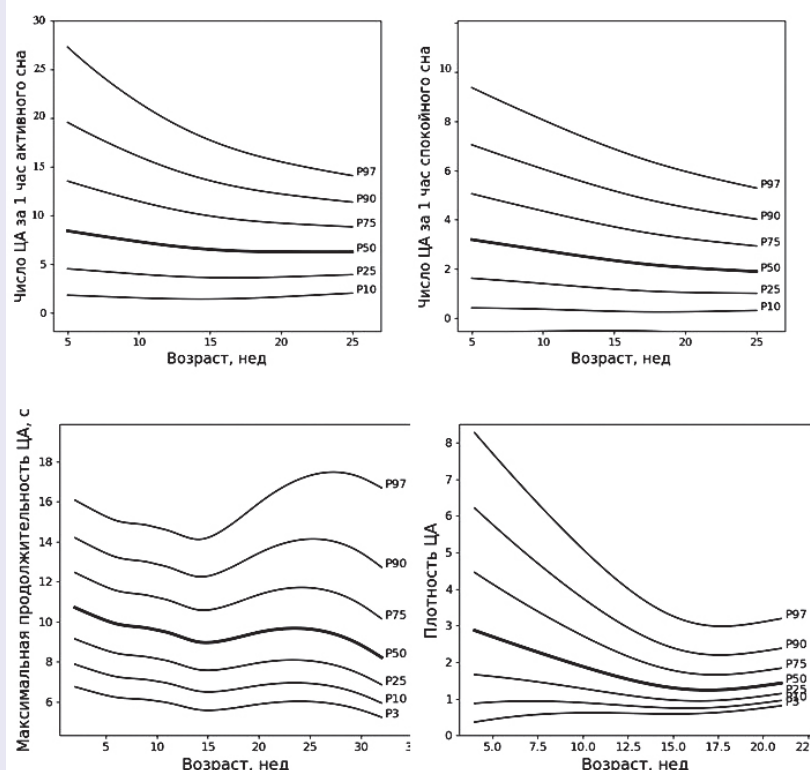 Число ЦА за 1 час активного сна
30
25
20
15
10
5
0
P97
P90
P75
P50
P25
P10
5 10 15 20 25
Возраст, нед
Число ЦА за 1 час спокойного сна
10
8
6
4
2
0
P97
P90
P75
P50
P25
P10
5 10 15 20 25
Возраст, нед
Максимальная продолжительность ЦА, с
18
16
14
12
10
8
6
P97
P90
P75
P50
P25
P10
P3
5 10 15 20 25 30 3
Возраст, нед
Плотность ЦА
8
7
6
5
4
3
2
1
0
P97
P90
P75
P50
P25
P10
P3
5.0 7.5 10.0 12.5 15.0 17.5 20.0 22
Возраст, нед